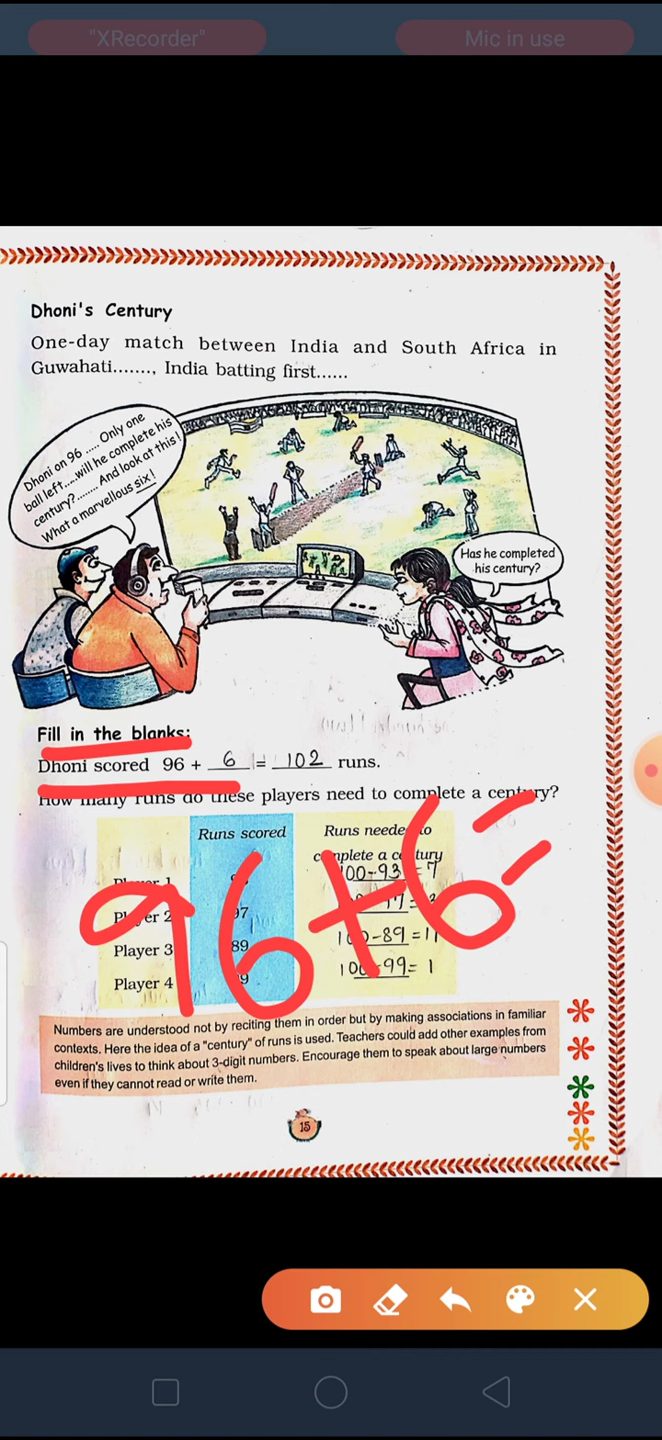 "XRecorder"
Mic in use
Dhoni's Century
One-day match between India and South Africa in
Guwahati......., India batting first......
Dhoni on 96 ..... Only one
ball left....will he complete his
century?........ And look at this!
What a marvellous six!
Has he completed
his century?
Fill in the blanks:
Dhoni scored 96 + 6 = 102 runs.
How many runs do these players need to complete a century?
Runs scored
Runs needed to
complete a century
100-93 = 7
Player 2 97
Player 3 89 100-89 = 11
Player 4 100-99= 1
96+6=
Numbers are understood not by reciting them in order but by making associations in familiar
contexts. Here the idea of a "century" of runs is used. Teachers could add other examples from
children's lives to think about 3-digit numbers. Encourage them to speak about large numbers
even if they cannot read or write them.
15